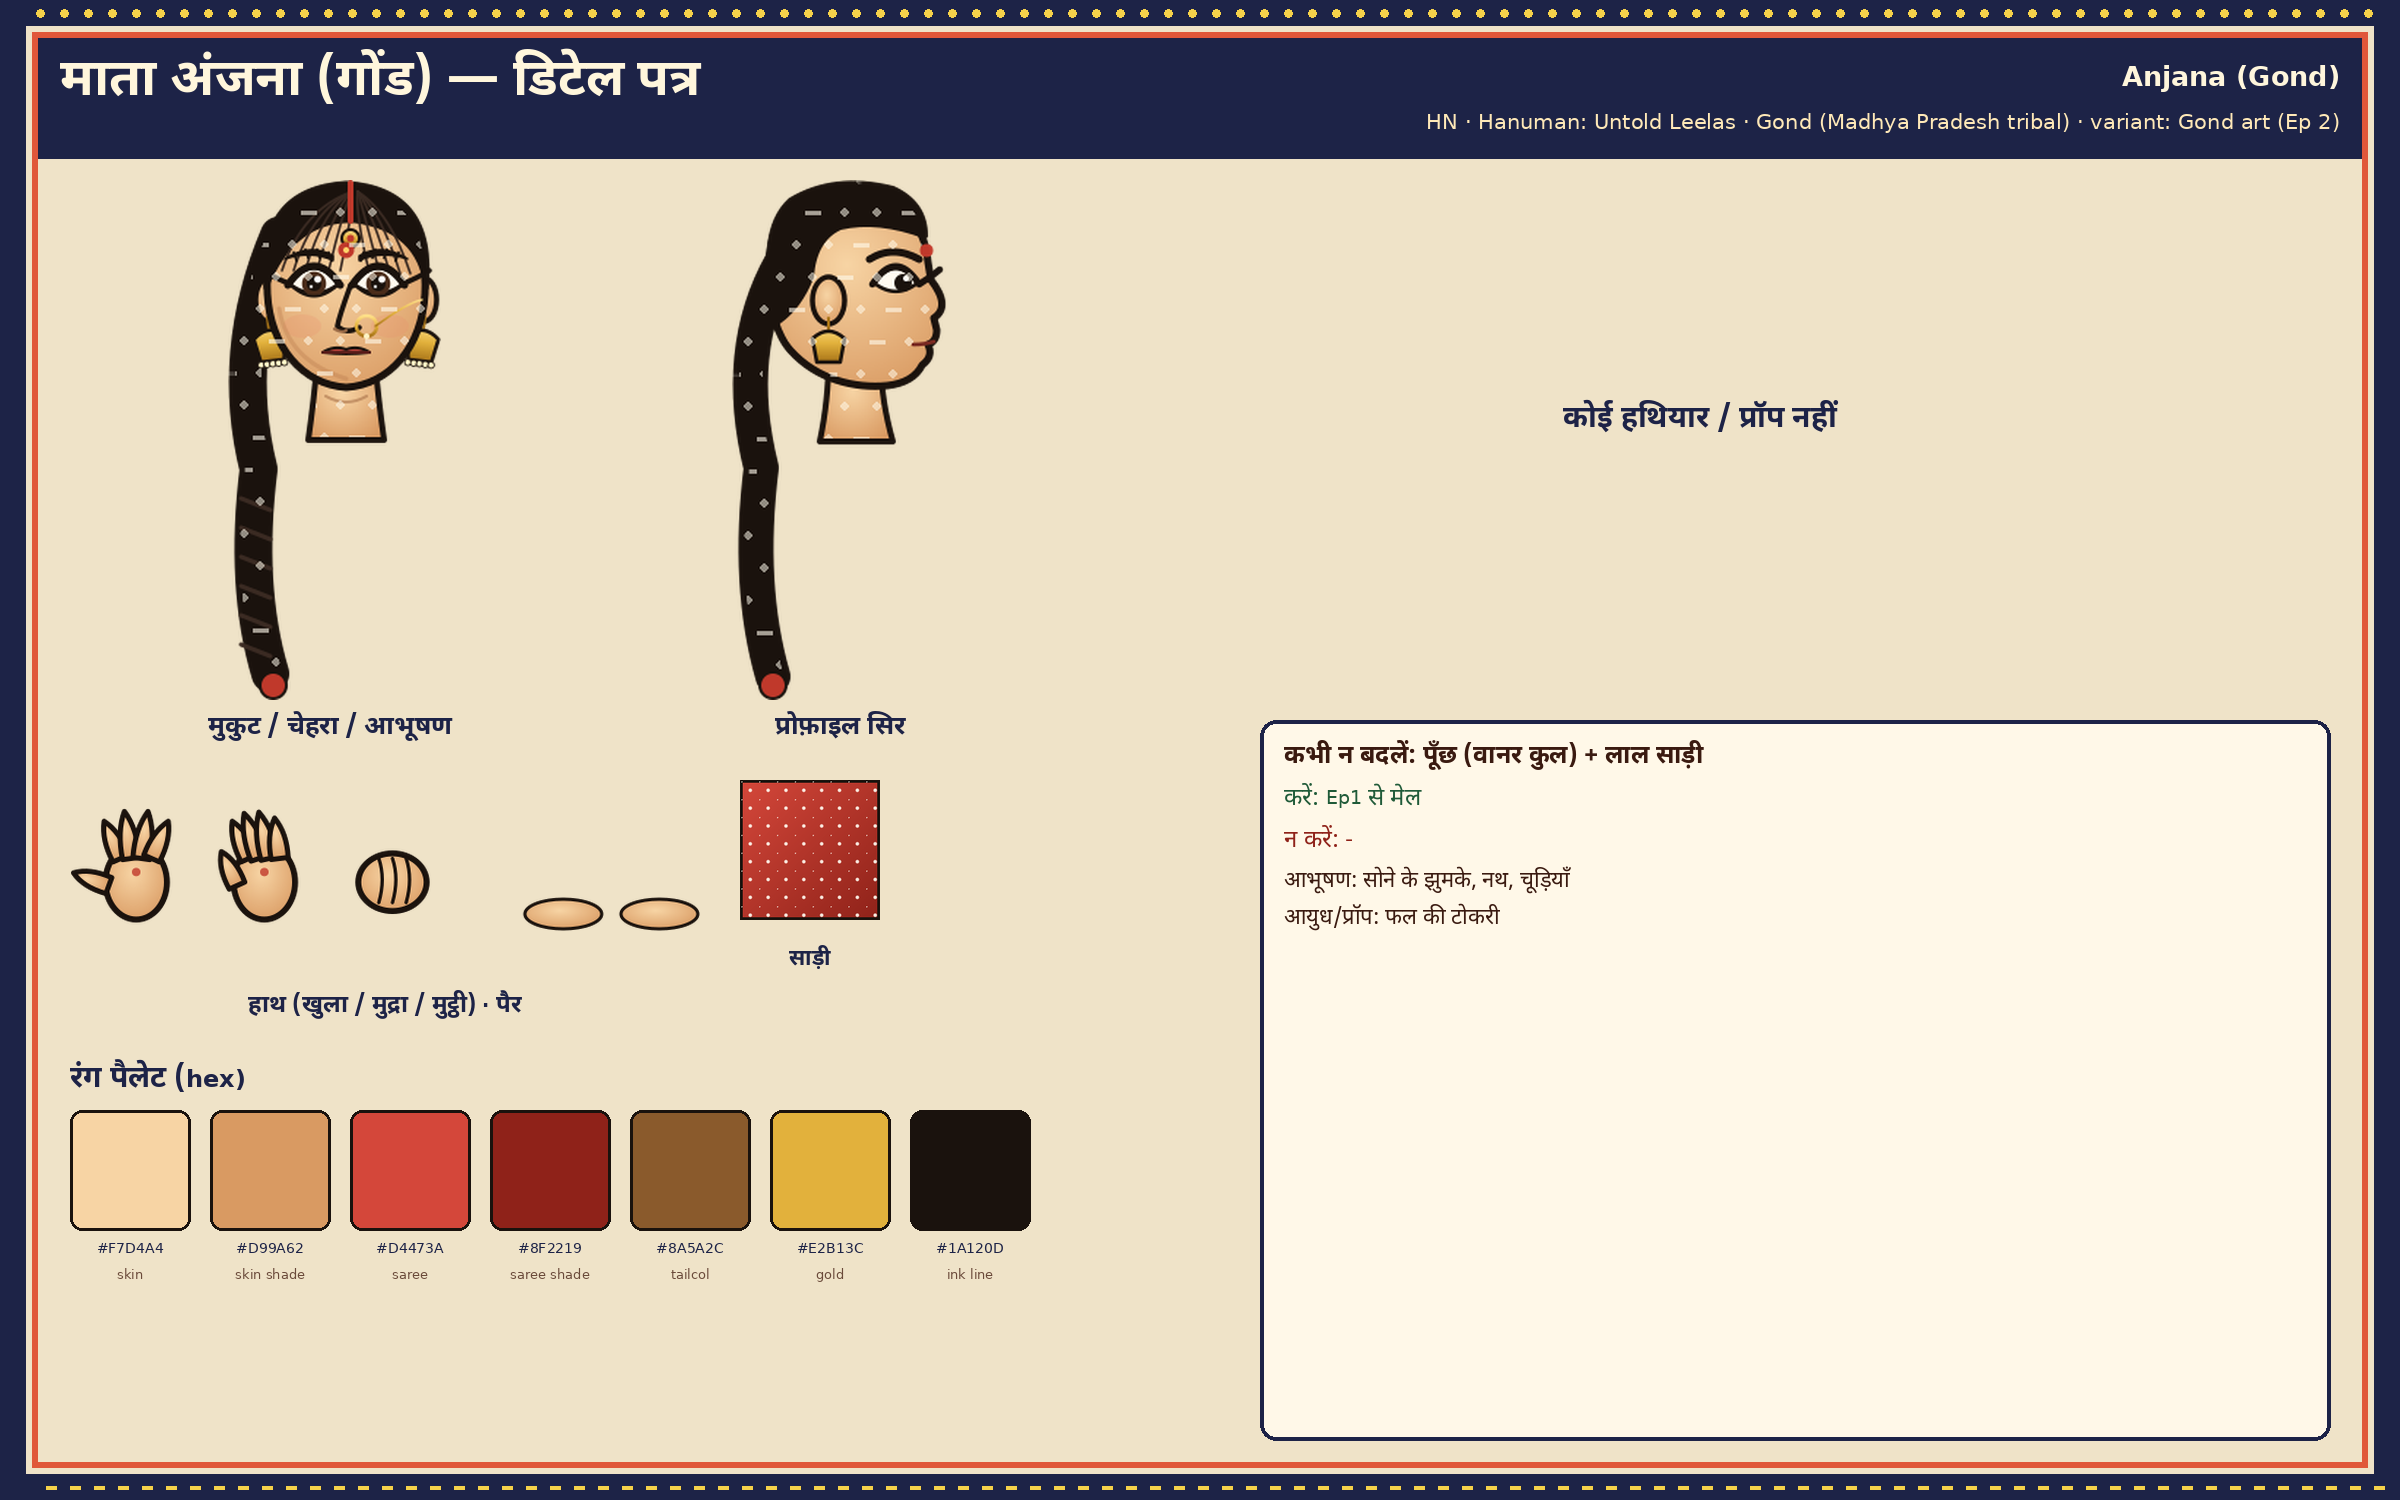 माता अंजना (गोंड) — डिटेल पत्र
Anjana (Gond)
HN · Hanuman: Untold Leelas · Gond (Madhya Pradesh tribal) · variant: Gond art (Ep 2)
कोई हथियार / प्रॉप नहीं
मुकुट / चेहरा / आभूषण
प्रोफ़ाइल सिर
साड़ी
हाथ (खुला / मुद्रा / मुट्ठी) · पैर
रंग पैलेट (hex)
#F7D4A4
#D99A62
#D4473A
#8F2219
#8A5A2C
#E2B13C
#1A120D
skin
skin shade
saree
saree shade
tailcol
gold
ink line
कभी न बदलें: पूँछ (वानर कुल) + लाल साड़ी
करें: Ep1 से मेल
न करें: -
आभूषण: सोने के झुमके, नथ, चूड़ियाँ
आयुध/प्रॉप: फल की टोकरी